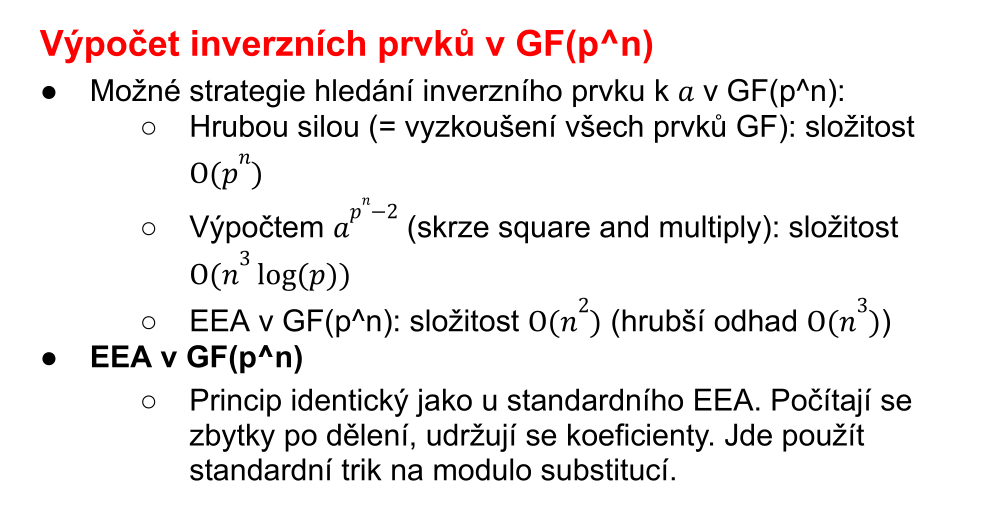 Výpočet inverzních prvků v GF(p^n)
● Možné strategie hledání inverzního prvku k 𝑎 v GF(p^n):
○ Hrubou silou (= vyzkoušení všech prvků GF): složitost
O(𝑝^𝑛)
○ Výpočtem 𝑎^(𝑝^𝑛−2) (skrze square and multiply): složitost
O(𝑛^3 log(𝑝))
○ EEA v GF(p^n): složitost O(𝑛^2) (hrubší odhad O(𝑛^3))
● EEA v GF(p^n)
○ Princip identický jako u standardního EEA. Počítají se
zbytky po dělení, udržují se koeficienty. Jde použít
standardní trik na modulo substitucí.